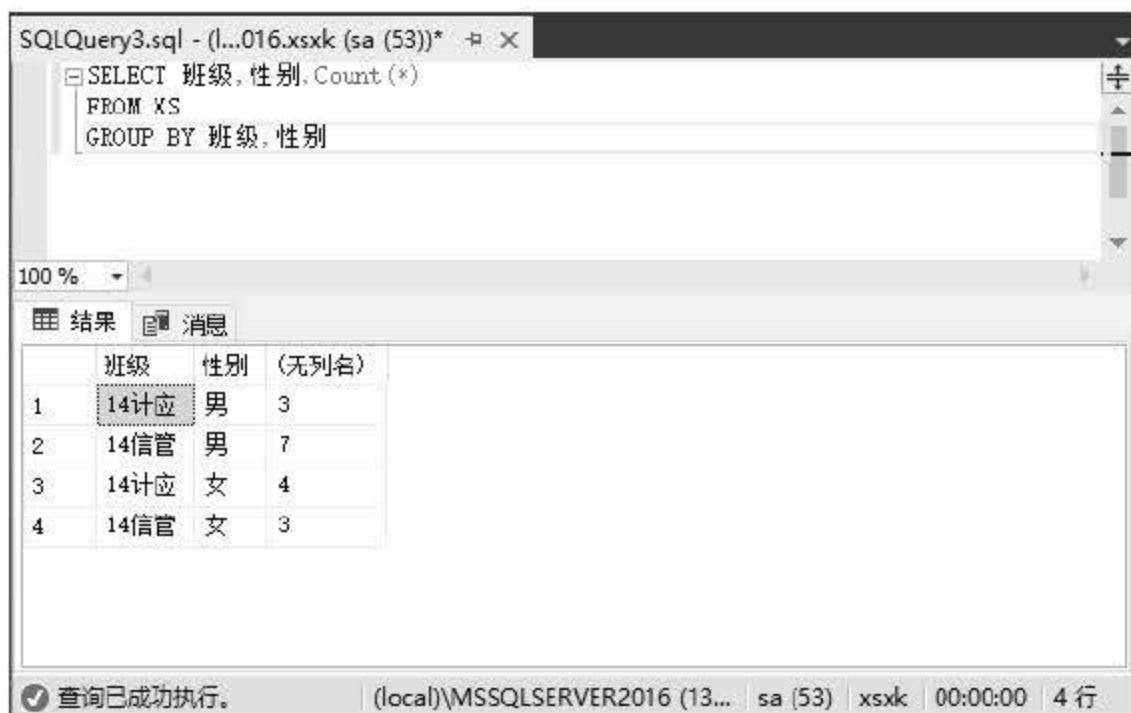 SQLQuery3.sql - (l...016.xsxk (sa (53))*
SELECT 班级,性别,Count(*)
FROM XS
GROUP BY 班级,性别
100 %
结果 消息
班级 性别 (无列名)
1 14计应 男 3
2 14信管 男 7
3 14计应 女 4
4 14信管 女 3
查询已成功执行。 (local)\MSSQLSERVER2016 (13... sa (53) xsxk 00:00:00 4 行